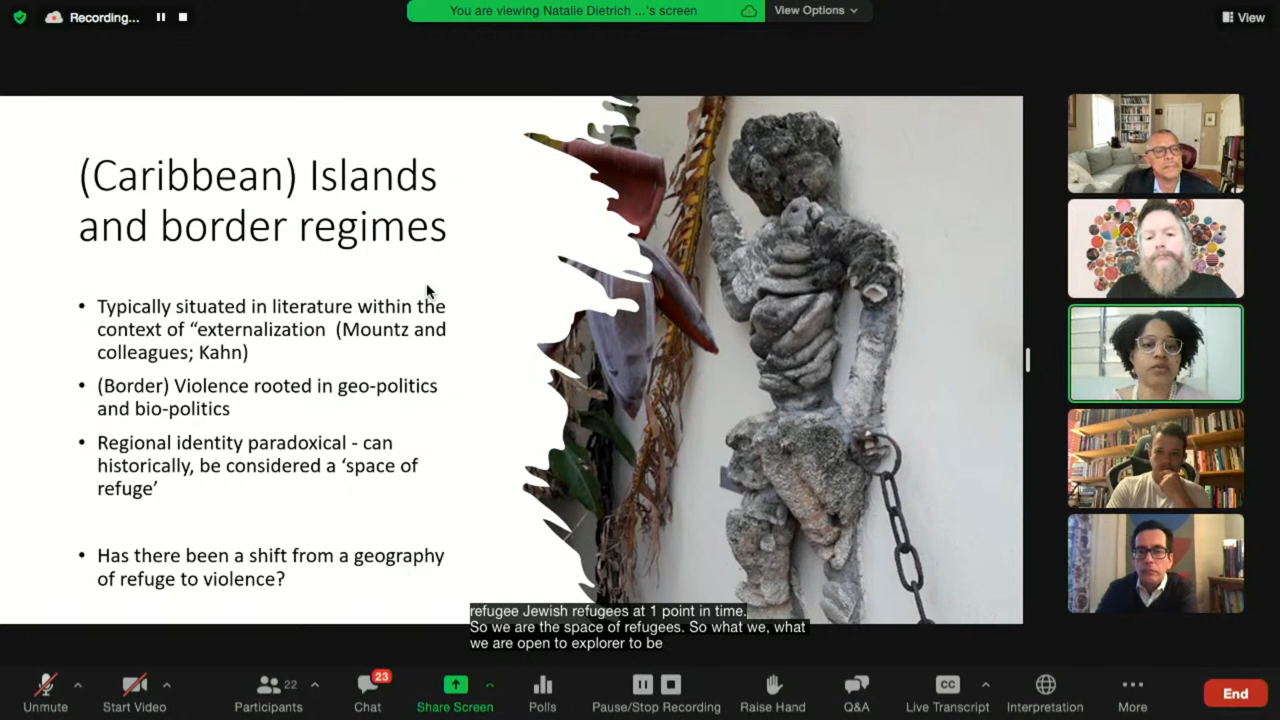 Recording...
You are viewing Natalie Dietrich ...'s screen
View Options
View
(Caribbean) Islands
and border regimes
• Typically situated in literature within the
context of “externalization (Mountz and
colleagues; Kahn)
• (Border) Violence rooted in geo-politics
and bio-politics
• Regional identity paradoxical - can
historically, be considered a ‘space of
refuge’
• Has there been a shift from a geography
of refuge to violence?
refugee Jewish refugees at 1 point in time.
So we are the space of refugees. So what we, what
we are open to explorer to be
Unmute
Start Video
22
Participants
23
Chat
Share Screen
Polls
Pause/Stop Recording
Raise Hand
Q&A
CC
Live Transcript
Interpretation
More
End